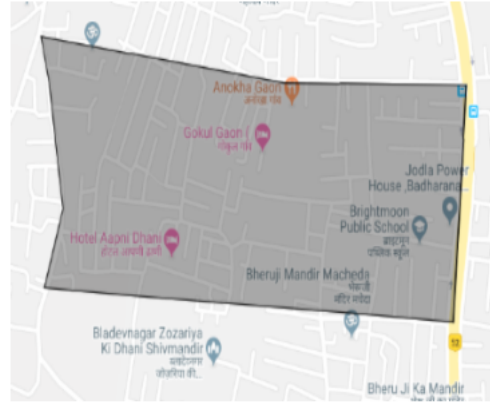 Anokha Gaon
अनोखा गांव
Gokul Gaon (
गोकुल गांव
Jodla Power
House ,Badharana...
Brightmoon
Public School
ब्राइटमून
पब्लिक स्कूल
Hotel Aapni Dhani
होटल आपणी ढाणी
Bheruji Mandir Macheda
भेरूजी
मंदिर मचेडा
12
Bladevnagar Zozariya
Ki Dhani Shivmandir
Bheru Ji Ka Mandir